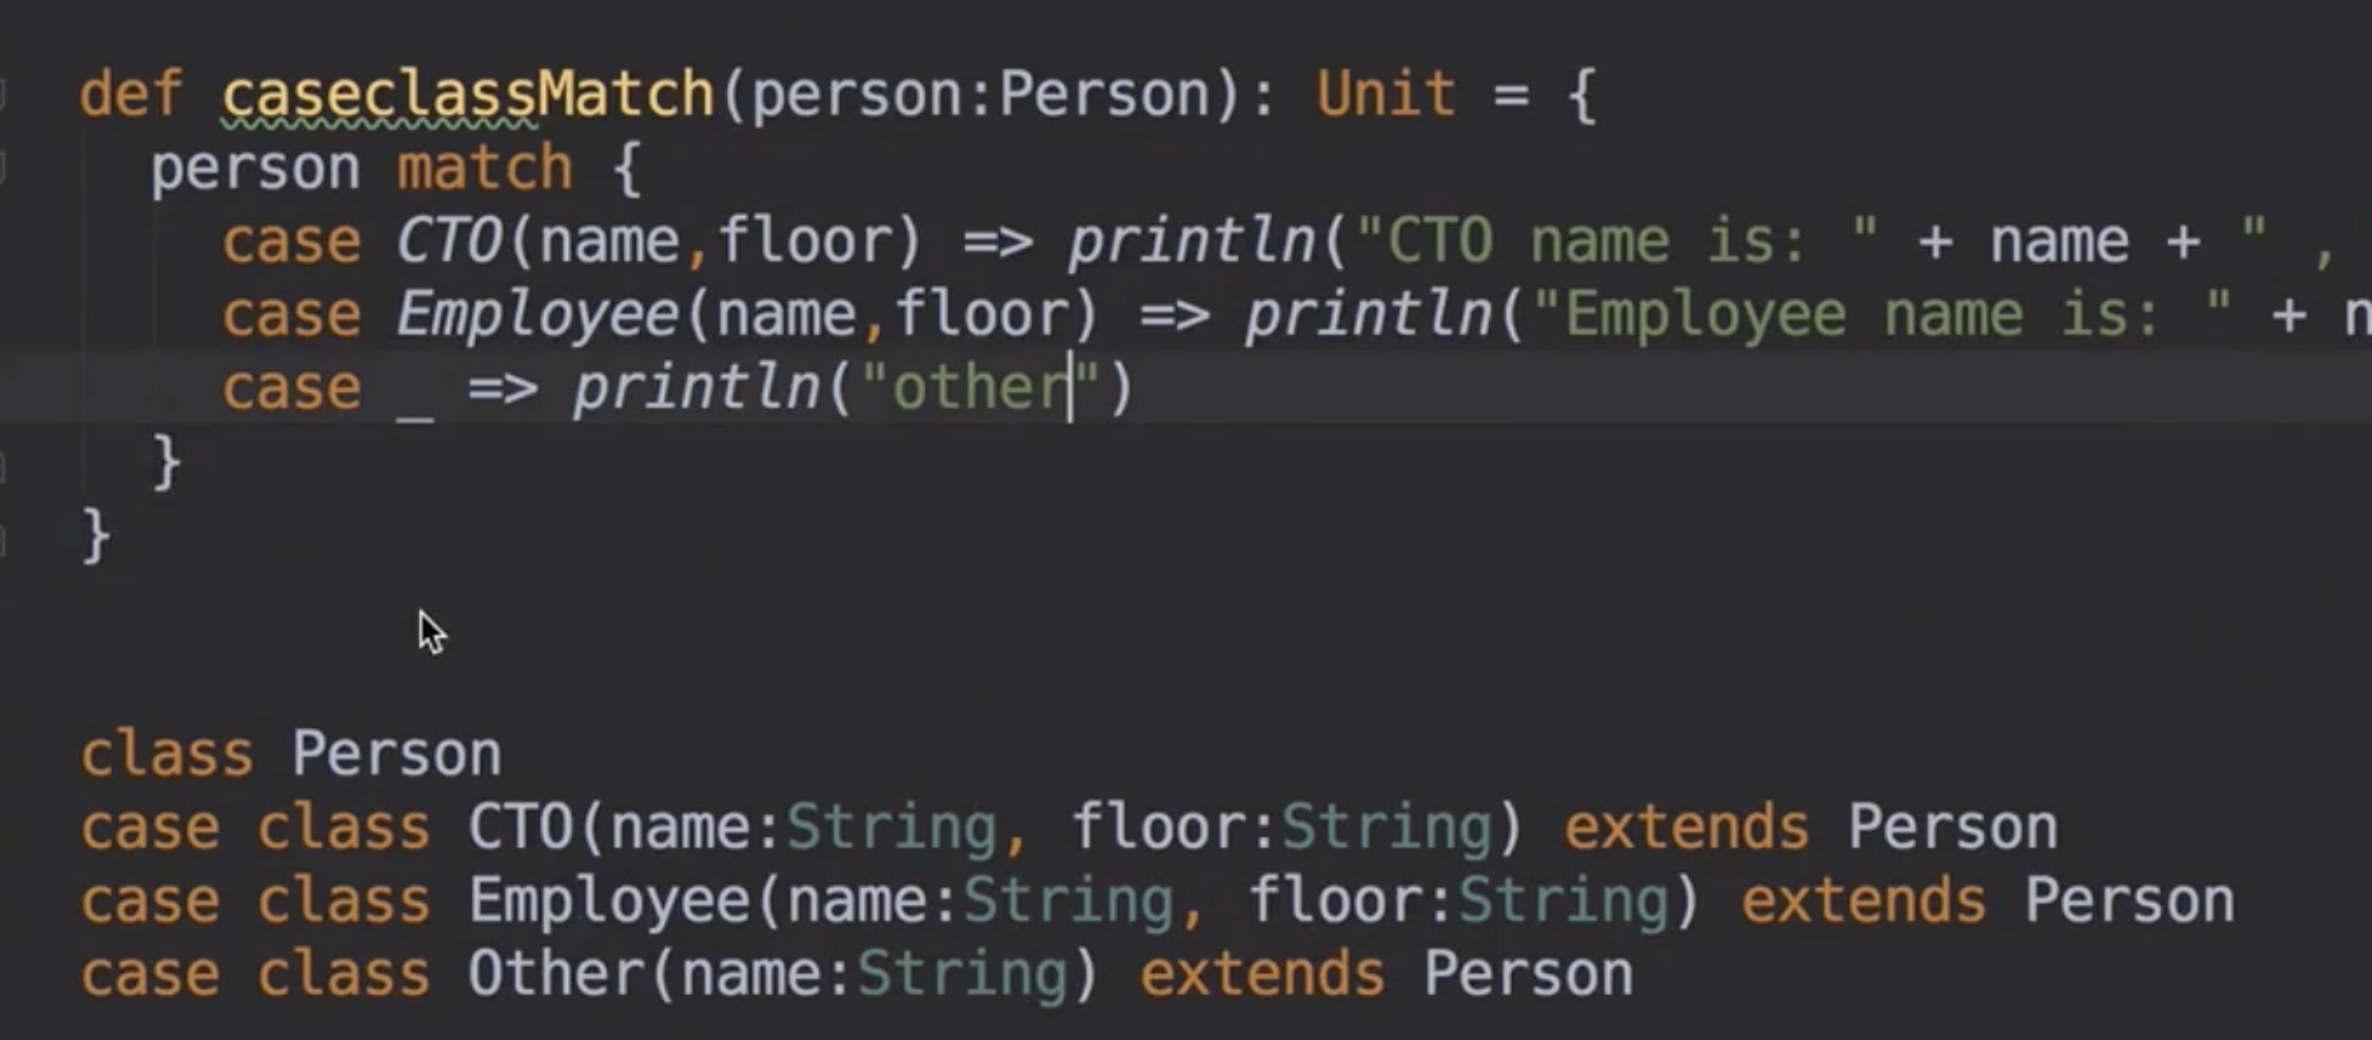 def caseclassMatch(person:Person): Unit = {
person match {
case CTO(name,floor) => println("CTO name is: " + name + " ,
case Employee(name,floor) => println("Employee name is: " + n
case _ => println("other")
}
}
class Person
case class CTO(name:String, floor:String) extends Person
case class Employee(name:String, floor:String) extends Person
case class Other(name:String) extends Person